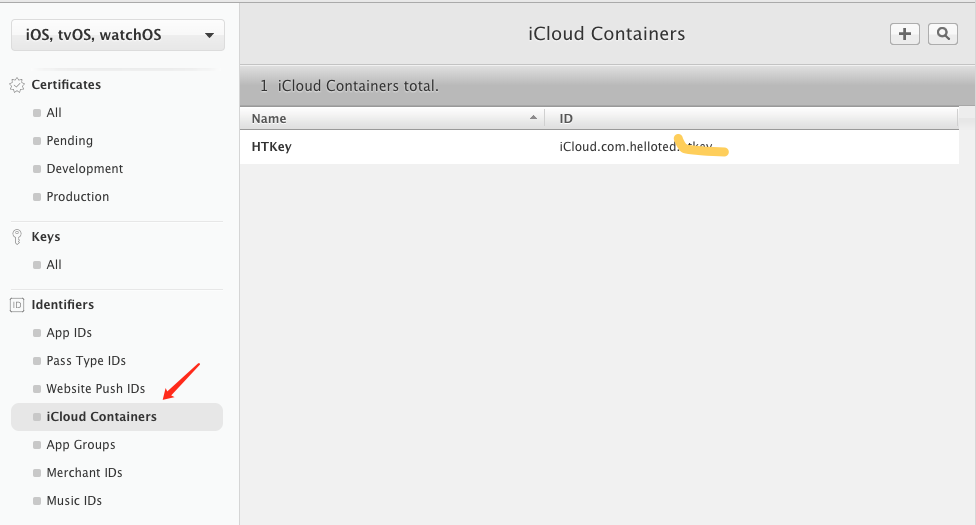 iOS, tvOS, watchOS
iCloud Containers
Certificates
All
Pending
Development
Production
Keys
All
ID Identifiers
App IDs
Pass Type IDs
Website Push IDs
iCloud Containers
App Groups
Merchant IDs
Music IDs
1 iCloud Containers total.
Name ID
HTKey iCloud.com.helloted.